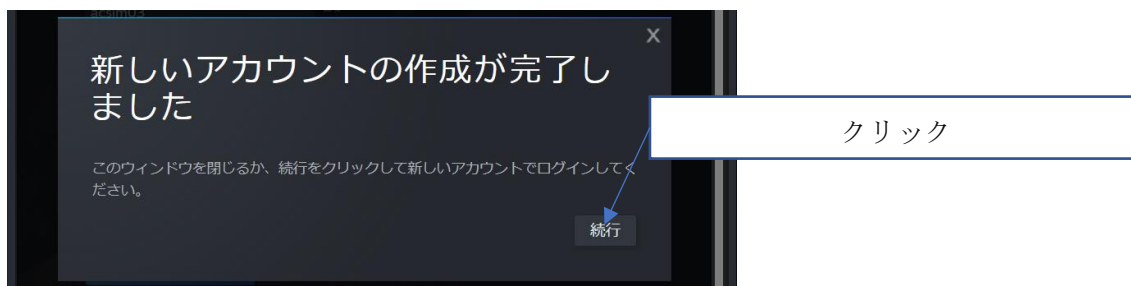 acsim03
X
新しいアカウントの作成が完了し
ました
クリック
このウィンドウを閉じるか、続行をクリックして新しいアカウントでログインしてく
ださい。
続行